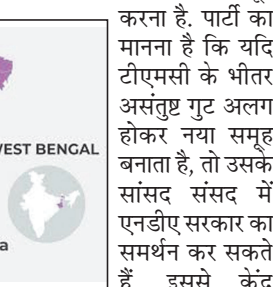 करना है. पार्टी का
मानना है कि यदि
टीएमसी के भीतर
असंतुष्ट गुट अलग
होकर नया समूह
बनाता है, तो उसके
सांसद संसद में
एनडीए सरकार का
समर्थन कर सकते
हैं इससे केंद्र
EST BENGAL
a